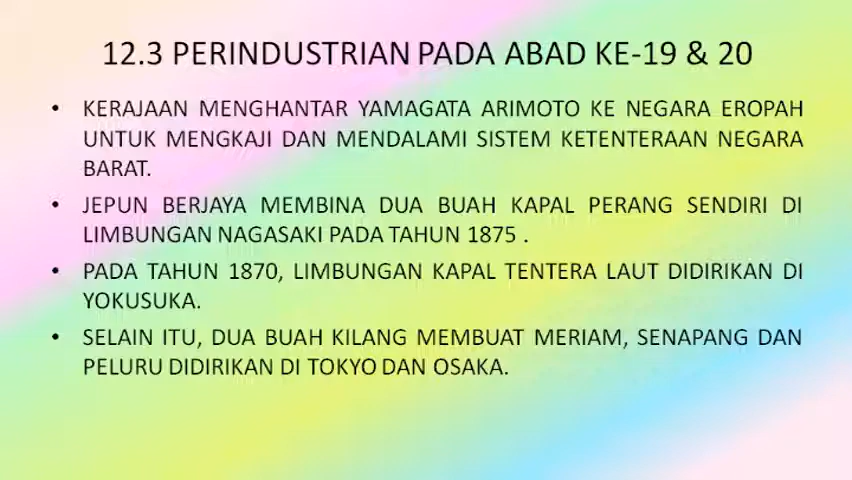 12.3 PERINDUSTRIAN PADA ABAD KE-19 & 20
• KERAJAAN MENGHANTAR YAMAGATA ARIMOTO KE NEGARA EROPAH
UNTUK MENGKAJI DAN MENDALAMI SISTEM KETENTERAAN NEGARA
BARAT.
• JEPUN BERJAYA MEMBINA DUA BUAH KAPAL PERANG SENDIRI DI
LIMBUNGAN NAGASAKI PADA TAHUN 1875 .
• PADA TAHUN 1870, LIMBUNGAN KAPAL TENTERA LAUT DIDIRIKAN DI
YOKUSUKA.
• SELAIN ITU, DUA BUAH KILANG MEMBUAT MERIAM, SENAPANG DAN
PELURU DIDIRIKAN DI TOKYO DAN OSAKA.